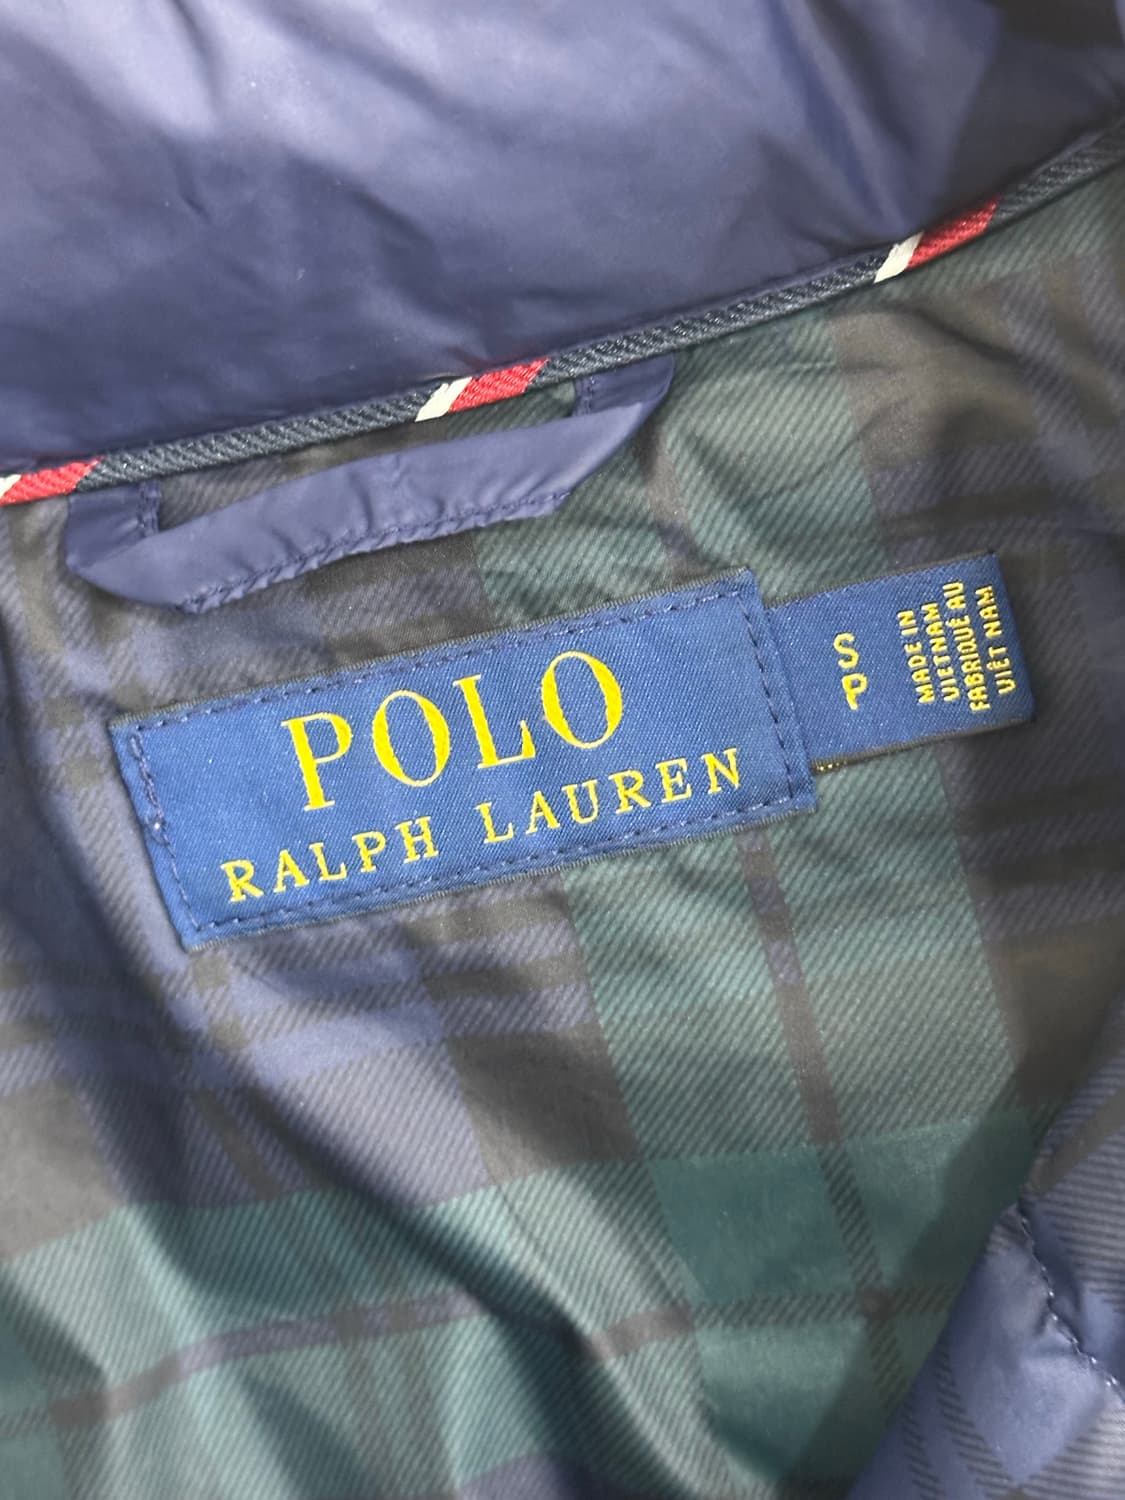 POLO
RALPH LAUREN
S
P
MADE IN
VIETNAM
FABRIQUÉ AU
VIÊT NAM